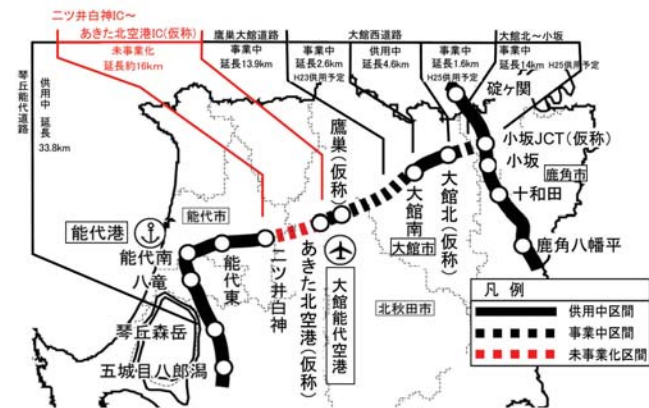 二ツ井白神IC～
あきた北空港IC(仮称)
未事業化
延長約16km
鷹巣大館道路
事業中
延長13.9km
大館西道路
事業中
延長2.6km
H23供用予定
供用中
延長4.6km
事業中
延長1.6km
H25供用予定
大館北～小坂
事業中
延長14km
H25供用予定
琴丘能代道路
供用中 延長
33.8km
碇ヶ関
小坂JCT(仮称)
小坂
鹿角市
十和田
鹿角八幡平
大館北(仮称)
大館南
大館市
鷹巣(仮称)
大館能代空港
あきた北空港(仮称)
北秋田市
二ツ井白神
能代市
能代東
能代港
能代南
八竜
琴丘森岳
五城目八郎潟
凡例
供用中区間
事業中区間
未事業化区間